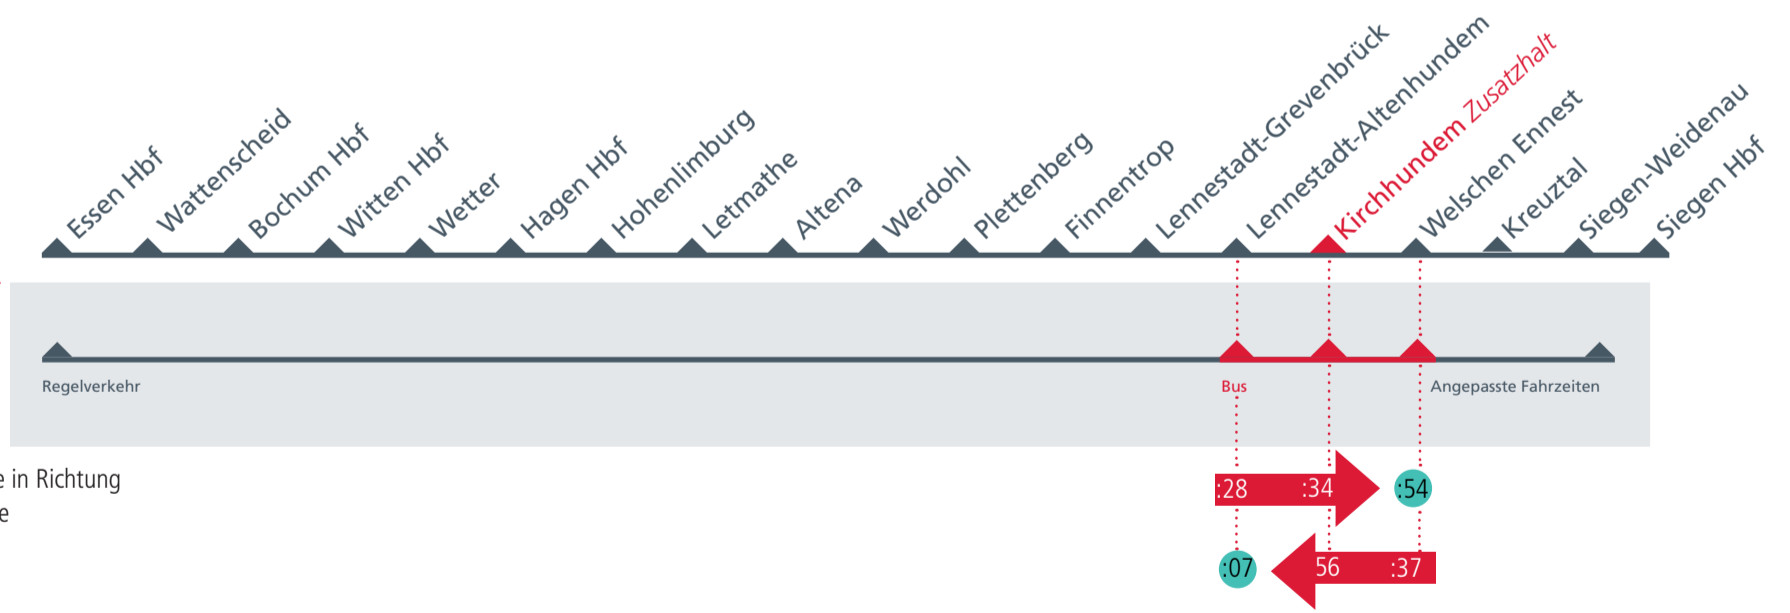 Essen Hbf
Wattenscheid
Bochum Hbf
Witten Hbf
Wetter
Hagen Hbf
Hohenlimburg
Letmathe
Altena
Werdohl
Plettenberg
Finnentrop
Lennestadt-Grevenbrück
Lennestadt-Altenhundem
Kirchhundem Zusatzhalt
Welschen Ennest
Kreuztal
Siegen-Weidenau
Siegen Hbf
Regelverkehr
Bus
Angepasste Fahrzeiten
e in Richtung
e
:28 :34 :54
:07 56 :37